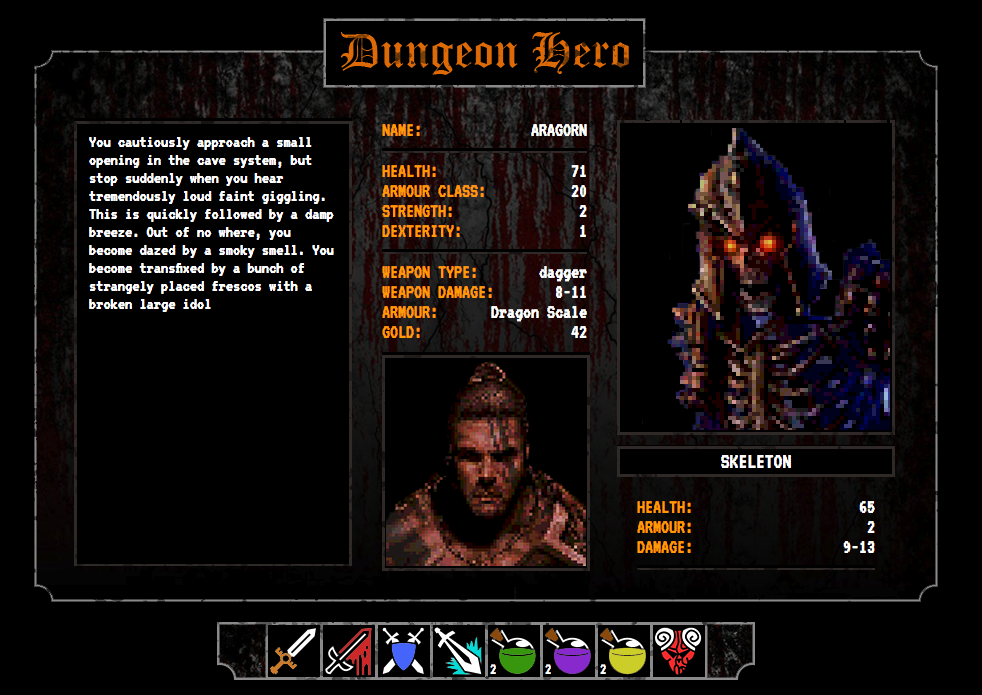 Dungeon Hero
You cautiously approach a small
opening in the cave system, but
stop suddenly when you hear
tremendously loud faint giggling.
This is quickly followed by a damp
breeze. Out of no where, you
become dazed by a smoky smell. You
become transfixed by a bunch of
strangely placed frescos with a
broken large idol
NAME: ARAGORN
HEALTH: 71
ARMOUR CLASS: 20
STRENGTH: 2
DEXTERITY: 1
WEAPON TYPE: dagger
WEAPON DAMAGE: 8-11
ARMOUR: Dragon Scale
GOLD: 42
SKELETON
HEALTH: 65
ARMOUR: 2
DAMAGE: 9-13
2 2 2